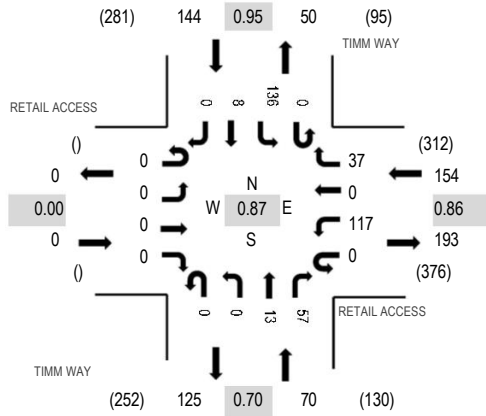 (281) 144 0.95 50 (95)
TIMM WAY
0 8 136 0
RETAIL ACCESS
() (312)
0 0 37 154
0 N 0
0.00 W 0.87 E 0.86
0 S 117
0 0 0 193
() (376)
0 0 13 57
RETAIL ACCESS
TIMM WAY
(252) 125 0.70 70 (130)